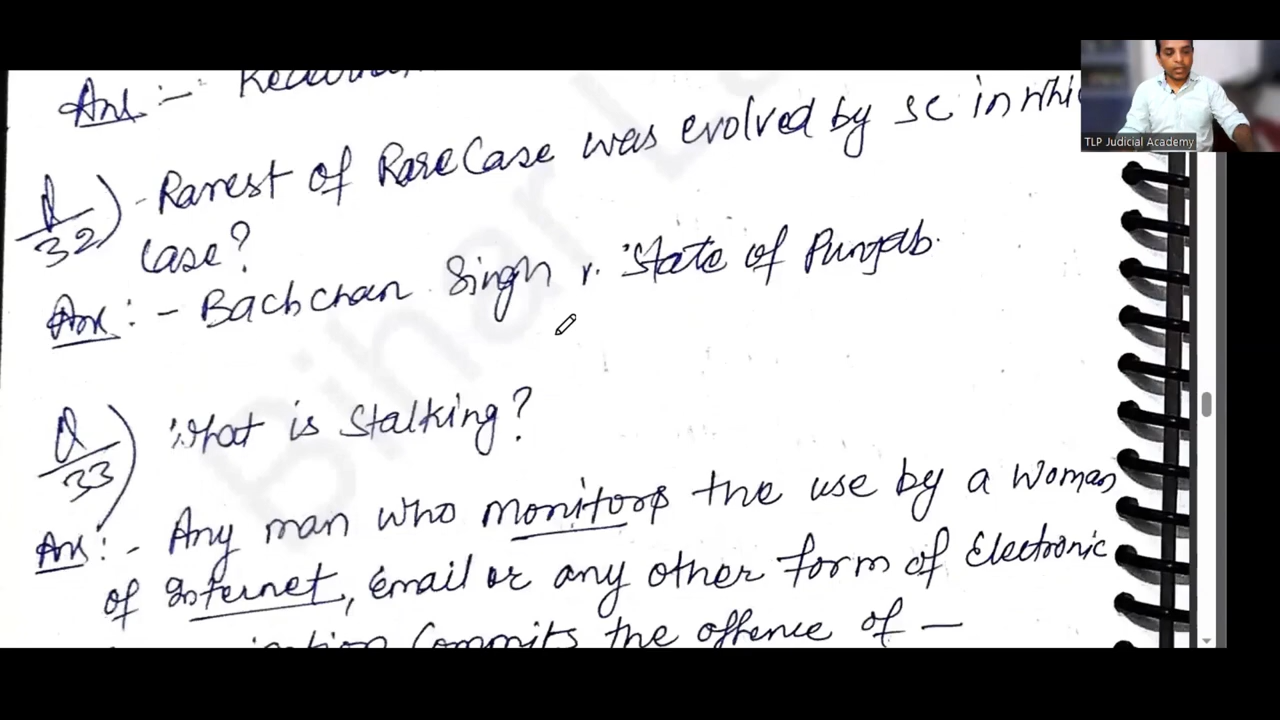 Ans :-
Q/32) - Rarest of Rare Case was evolved by SC in
Case?
Ans :- Bachchan Singh v. State of Punjab.
Q/33) What is Stalking?
Ans :- Any man who monitors the use by a woman
of Internet, Email or any other form of Electronic
Commits the offence of —
Bihar
TLP Judicial Academy